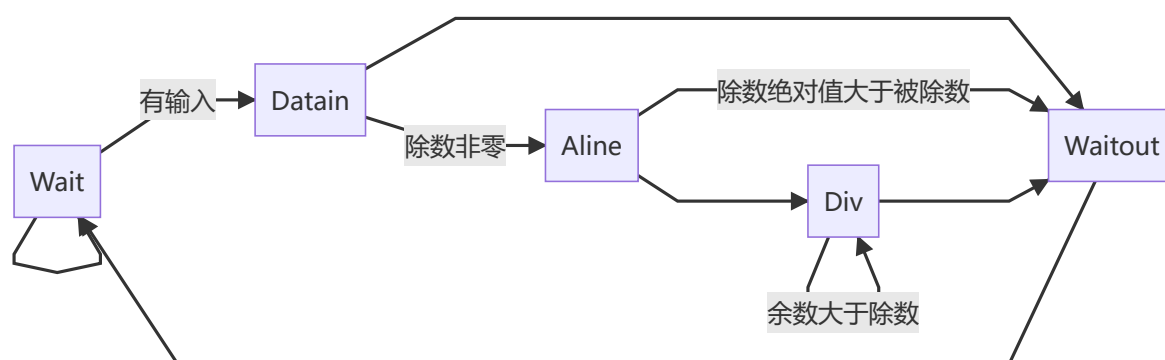 Wait
有输入
Datain
除数非零
Aline
除数绝对值大于被除数
Div
余数大于除数
Waitout